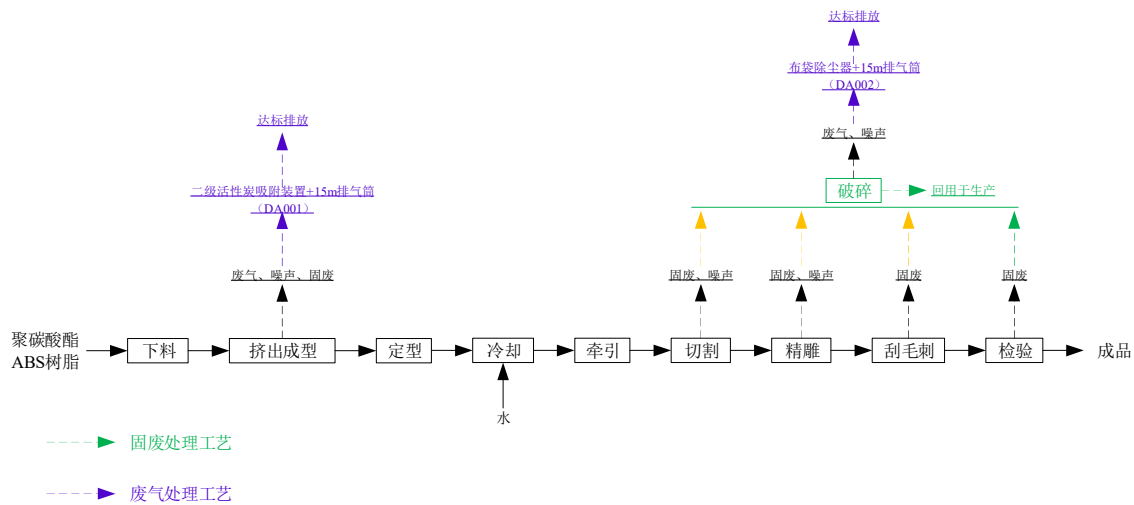 达标排放
布袋除尘器+15m排气筒
（DA002）
达标排放
废气、噪声
二级活性炭吸附装置+15m排气筒
（DA001）
破碎
回用于生产
废气、噪声、固废
固废、噪声
固废、噪声
固废
固废
聚碳酸酯
ABS树脂
下料
挤出成型
定型
冷却
牵引
切割
精雕
刮毛刺
检验
成品
水
固废处理工艺
废气处理工艺